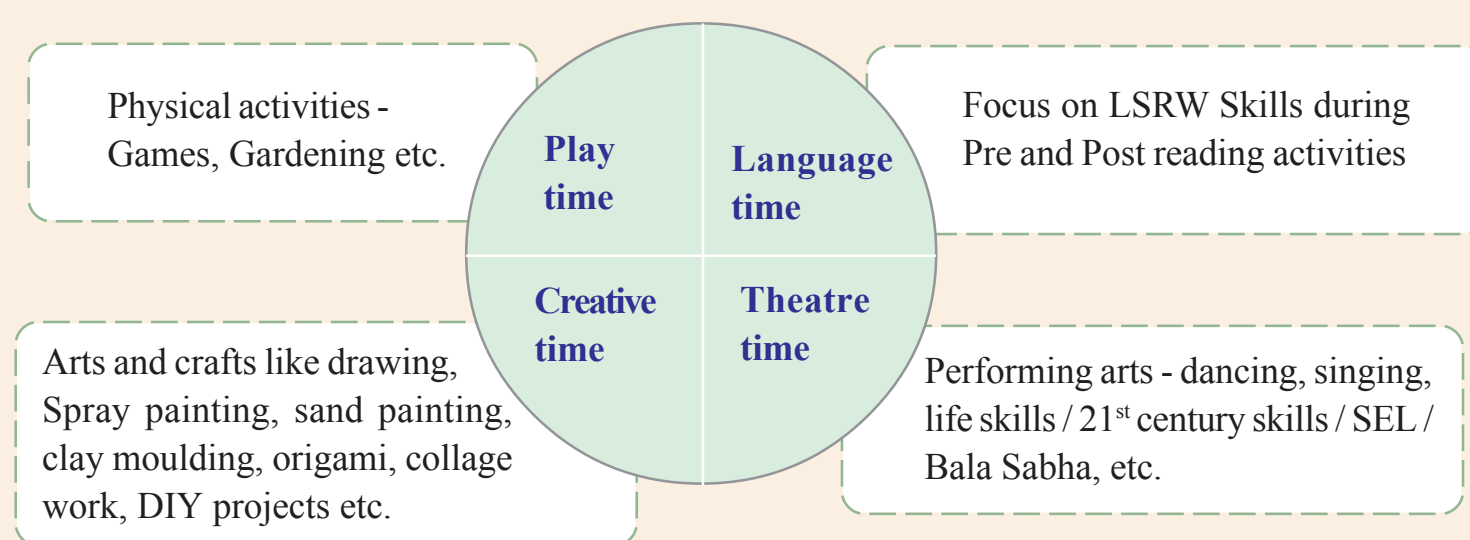 Physical activities -
Games, Gardening etc.
Play
time
Language
time
Focus on LSRW Skills during
Pre and Post reading activities
Creative
time
Theatre
time
Arts and crafts like drawing,
Spray painting, sand painting,
clay moulding, origami, collage
work, DIY projects etc.
Performing arts - dancing, singing,
life skills / 21st century skills / SEL /
Bala Sabha, etc.